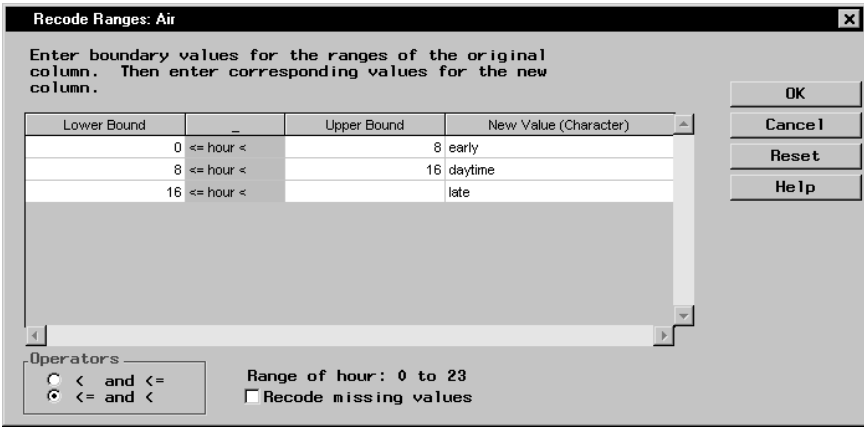 Recode Ranges: Air
Enter boundary values for the ranges of the original
column. Then enter corresponding values for the new
column.
OK
Cancel
Reset
Help
Lower Bound _ Upper Bound New Value (Character)
0 <= hour < 8 early
8 <= hour < 16 daytime
16 <= hour < late
Operators
< and <=
<= and <
Range of hour: 0 to 23
Recode missing values